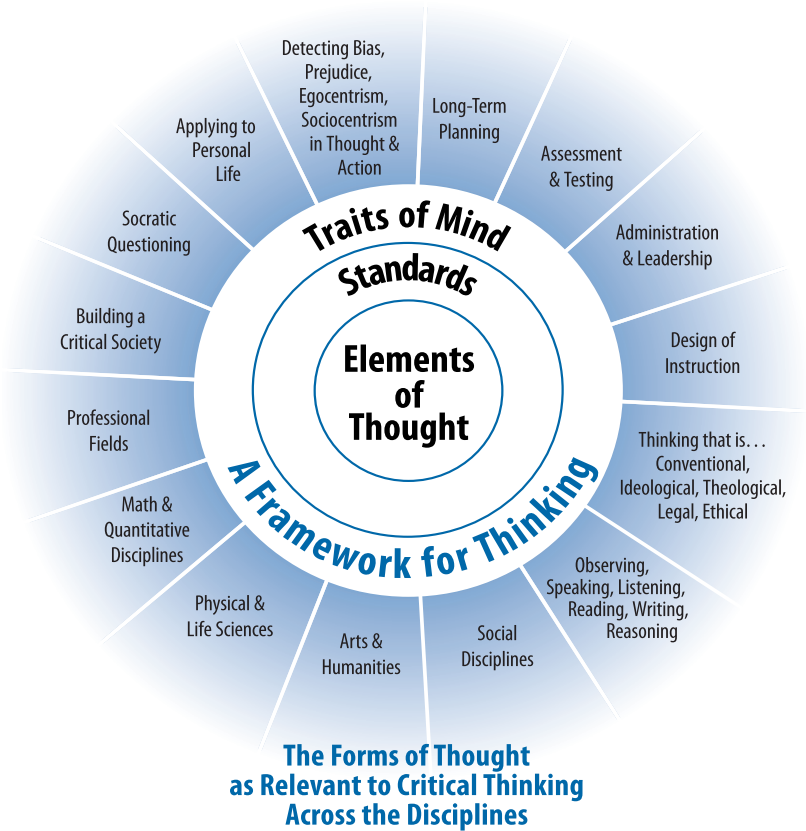 Detecting Bias,
Prejudice,
Egocentrism,
Sociocentrism
in Thought &
Action
Long-Term
Planning
Assessment
& Testing
Administration
& Leadership
Design of
Instruction
Thinking that is...
Conventional,
Ideological, Theological,
Legal, Ethical
Observing,
Speaking, Listening,
Reading, Writing,
Reasoning
Social
Disciplines
Arts &
Humanities
Physical &
Life Sciences
Math &
Quantitative
Disciplines
Professional
Fields
Building a
Critical Society
Socratic
Questioning
Applying to
Personal
Life
Traits of Mind
Standards
Elements
of
Thought
A Framework for Thinking
The Forms of Thought
as Relevant to Critical Thinking
Across the Disciplines